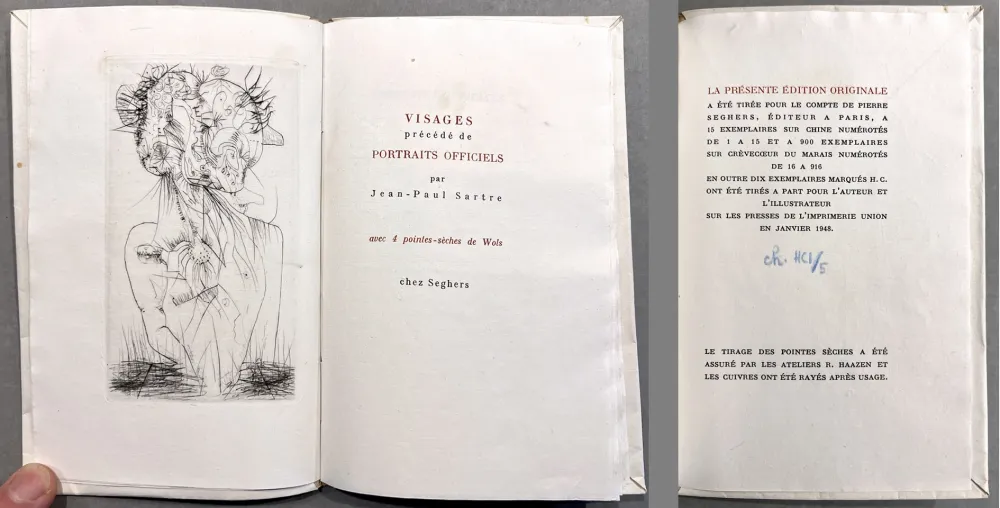 VISAGES
précédé de
PORTRAITS OFFICIELS
par
Jean-Paul Sartre
avec 4 pointes-sèches de Wols
chez Seghers
LA PRÉSENTE ÉDITION ORIGINALE
A ÉTÉ TIRÉE POUR LE COMPTE DE PIERRE
SEGHERS, ÉDITEUR A PARIS, A
15 EXEMPLAIRES SUR CHINE NUMÉROTÉS
DE 1 A 15 ET A 900 EXEMPLAIRES
SUR CRÈVECŒUR DU MARAIS NUMÉROTÉS
DE 16 A 916
EN OUTRE DIX EXEMPLAIRES MARQUÉS H. C.
ONT ÉTÉ TIRÉS A PART POUR L'AUTEUR ET
L'ILLUSTRATEUR
SUR LES PRESSES DE L'IMPRIMERIE UNION
EN JANVIER 1948.
ch. HCI/5
LE TIRAGE DES POINTES SÈCHES A ÉTÉ
ASSURÉ PAR LES ATELIERS R. HAAZEN ET
LES CUIVRES ONT ÉTÉ RAYÉS APRÈS USAGE.